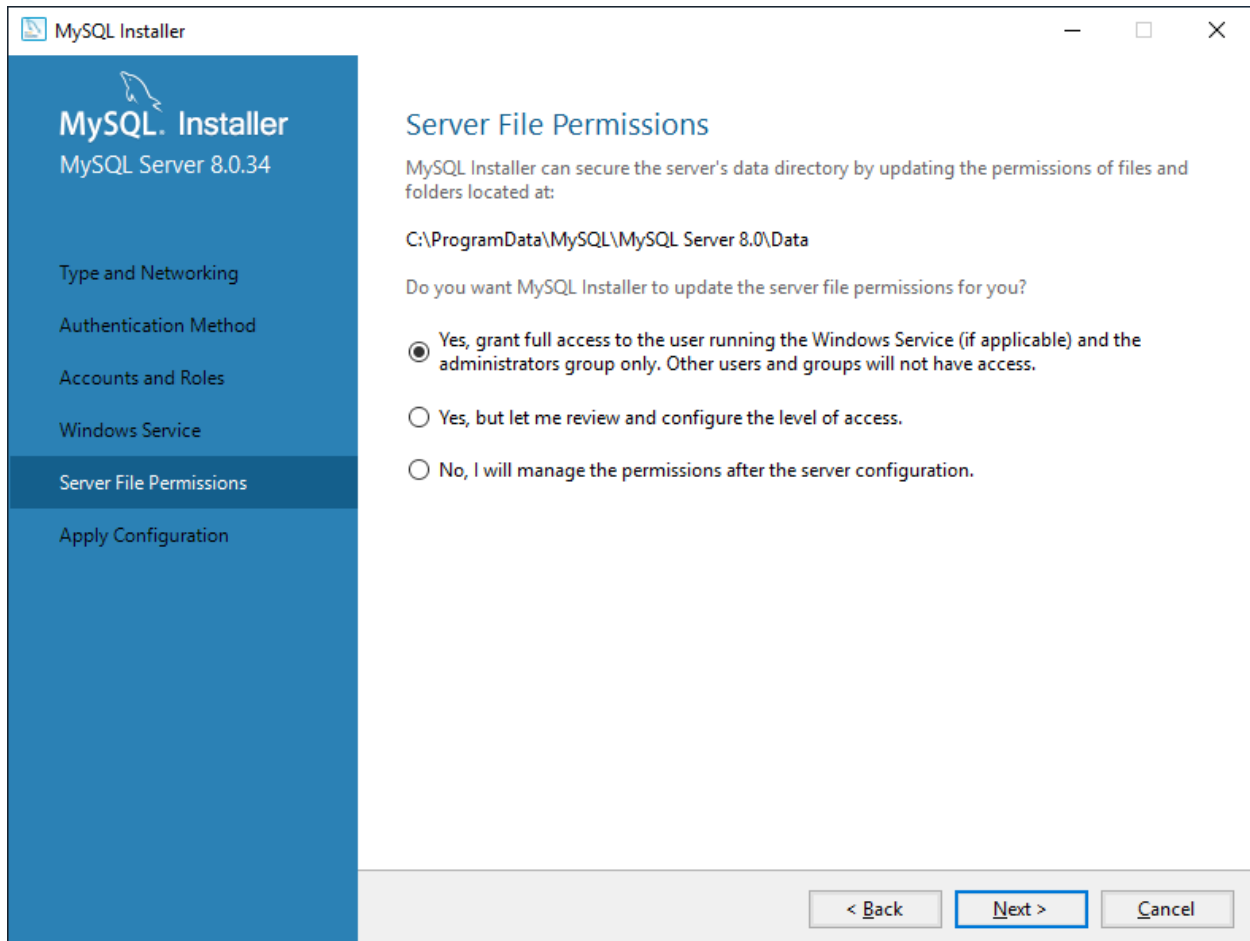 MySQL Installer
MySQL. Installer
MySQL Server 8.0.34
Type and Networking
Authentication Method
Accounts and Roles
Windows Service
Server File Permissions
Apply Configuration
Server File Permissions
MySQL Installer can secure the server's data directory by updating the permissions of files and
folders located at:
C:\ProgramData\MySQL\MySQL Server 8.0\Data
Do you want MySQL Installer to update the server file permissions for you?
Yes, grant full access to the user running the Windows Service (if applicable) and the
administrators group only. Other users and groups will not have access.
Yes, but let me review and configure the level of access.
No, I will manage the permissions after the server configuration.
< Back
Next >
Cancel